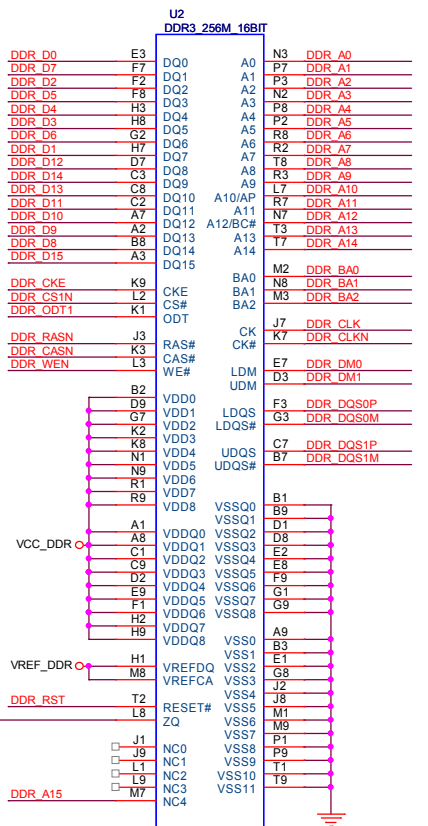 U2
DDR3_256M_16BIT
DDR_D0 E3 DQ0 A0 N3 DDR_A0
DDR_D7 F7 DQ1 A1 P7 DDR_A1
DDR_D2 F2 DQ2 A2 P3 DDR_A2
DDR_D5 F8 DQ3 A3 N2 DDR_A3
DDR_D4 H3 DQ4 A4 P8 DDR_A4
DDR_D3 H8 DQ5 A5 P2 DDR_A5
DDR_D6 G2 DQ6 A6 R8 DDR_A6
DDR_D1 H7 DQ7 A7 R2 DDR_A7
DDR_D12 D7 DQ8 A8 T8 DDR_A8
DDR_D14 C3 DQ9 A9 R3 DDR_A9
DDR_D13 C8 DQ10 A10/AP L7 DDR_A10
DDR_D11 C2 DQ11 A11 R7 DDR_A11
DDR_D10 A7 DQ12 A12/BC# N7 DDR_A12
DDR_D9 A2 DQ13 A13 T3 DDR_A13
DDR_D8 B8 DQ14 A14 T7 DDR_A14
DDR_D15 A3 DQ15
BA0 M2 DDR_BA0
DDR_CKE K9 CKE BA1 N8 DDR_BA1
DDR_CS1N L2 CS# BA2 M3 DDR_BA2
DDR_ODT1 K1 ODT
CK J7 DDR_CLK
DDR_RASN J3 RAS# CK# K7 DDR_CLKN
DDR_CASN K3 CAS#
DDR_WEN L3 WE# LDM E7 DDR_DM0
UDM D3 DDR_DM1
B2 VDD0
D9 VDD1 LDQS F3 DDR_DQS0P
G7 VDD2 LDQS# G3 DDR_DQS0M
K2 VDD3
K8 VDD4 UDQS C7 DDR_DQS1P
N1 VDD5 UDQS# B7 DDR_DQS1M
N9 VDD6
R1 VDD7
R9 VDD8 VSSQ0 B1
VSSQ1 B9
A1 VDDQ0 VSSQ2 D1
VCC_DDR A8 VDDQ1 VSSQ3 D8
C1 VDDQ2 VSSQ4 E2
C9 VDDQ3 VSSQ5 E8
D2 VDDQ4 VSSQ6 F9
E9 VDDQ5 VSSQ7 G1
F1 VDDQ6 VSSQ8 G9
H2 VDDQ7
H9 VDDQ8 VSS0 A9
VSS1 B3
VREF_DDR H1 VREFDQ VSS2 E1
M8 VREFCA VSS3 G8
VSS4 J2
DDR_RST T2 RESET# VSS5 J8
L8 ZQ VSS6 M1
VSS7 M9
J1 NC0 VSS8 P1
J9 NC1 VSS9 P9
L1 NC2 VSS10 T1
L9 NC3 VSS11 T9
DDR_A15 M7 NC4